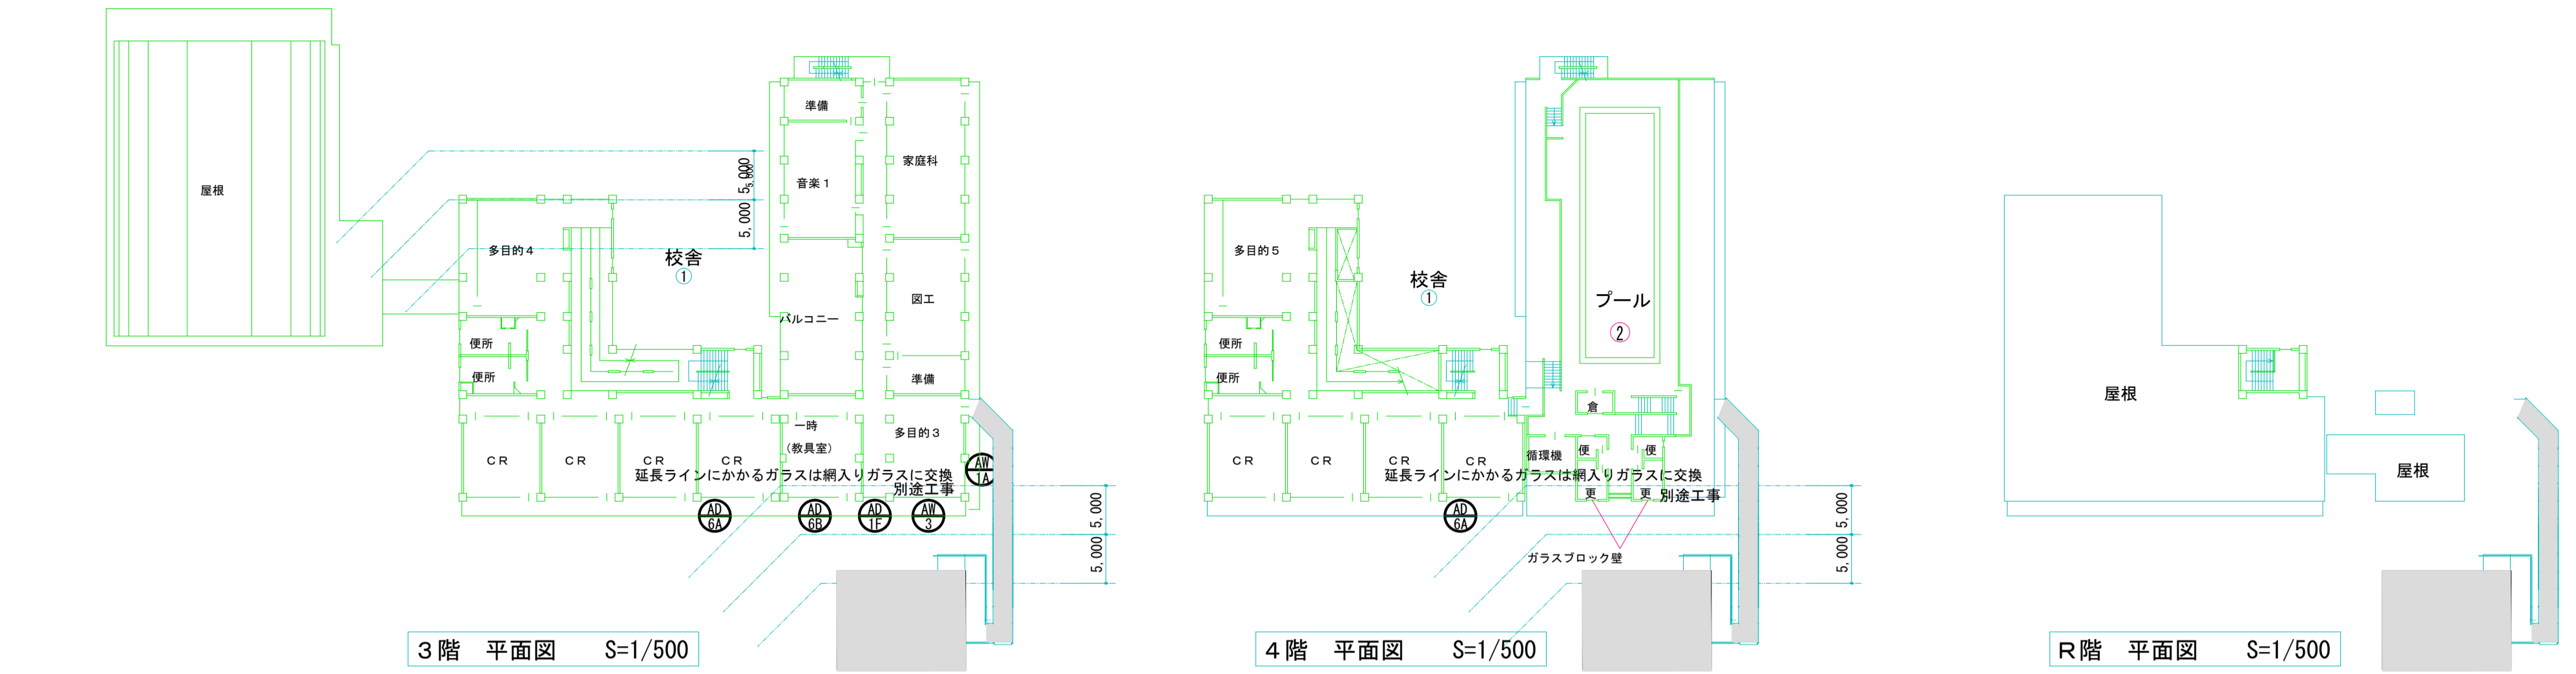 屋根
準備
音楽１
家庭科
5,000
5,000
5,000
多目的４
校舎
①
図工
バルコニー
便所
便所
準備
一時
（教具室）
多目的３
ＣＲ
ＣＲ
ＣＲ
ＣＲ
延長ラインにかかるガラスは網入りガラスに交換
別途工事
AW
1A
AD
6A
AD
6B
AD
1F
AW
3
5,000
5,000
３階　平面図　S=1/500
多目的５
校舎
①
プール
②
便所
便所
倉
循環機
便
便
ＣＲ
ＣＲ
ＣＲ
ＣＲ
延長ラインにかかるガラスは網入りガラスに交換
更
更
別途工事
AD
6A
ガラスブロック壁
5,000
5,000
４階　平面図　S=1/500
屋根
屋根
Ｒ階　平面図　S=1/500